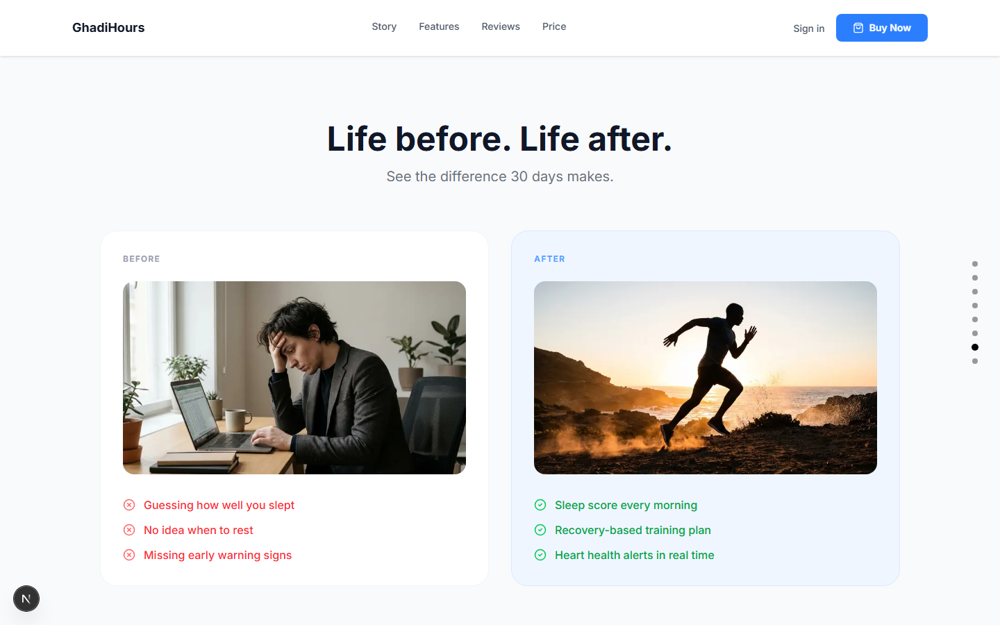 GhadiHours
Story
Features
Reviews
Price
Sign in
Buy Now
Life before. Life after.
See the difference 30 days makes.
BEFORE
Guessing how well you slept
No idea when to rest
Missing early warning signs
AFTER
Sleep score every morning
Recovery-based training plan
Heart health alerts in real time
N